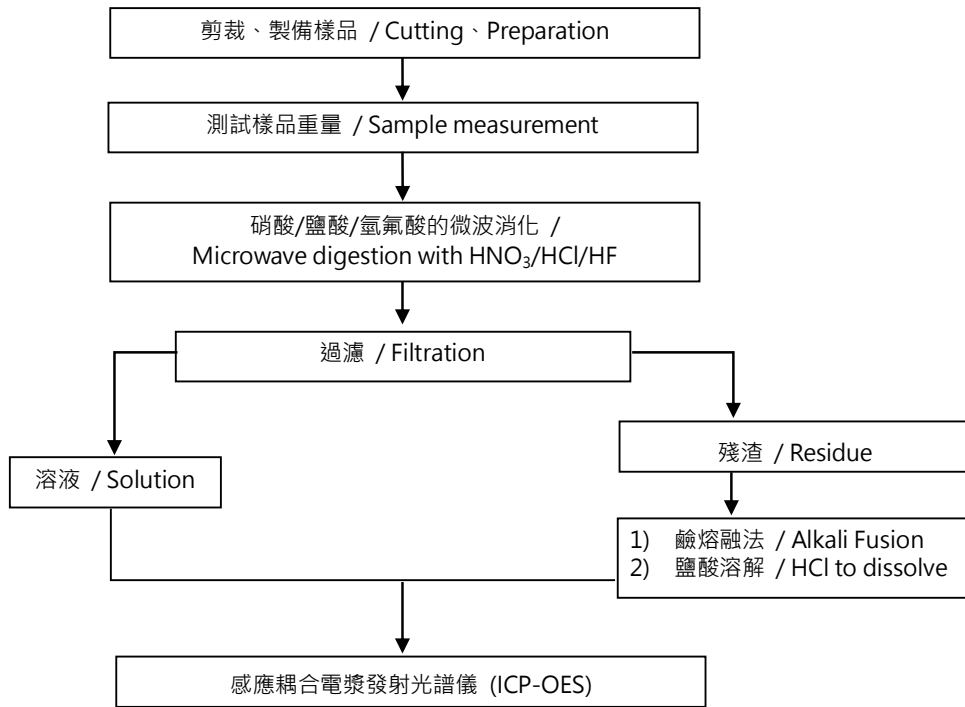 剪裁、製備樣品 / Cutting、Preparation
測試樣品重量 / Sample measurement
硝酸/鹽酸/氫氟酸的微波消化 /
Microwave digestion with HNO₃/HCl/HF
過濾 / Filtration
溶液 / Solution
殘渣 / Residue
1) 鹼熔融法 / Alkali Fusion
2) 鹽酸溶解 / HCl to dissolve
感應耦合電漿發射光譜儀 (ICP-OES)